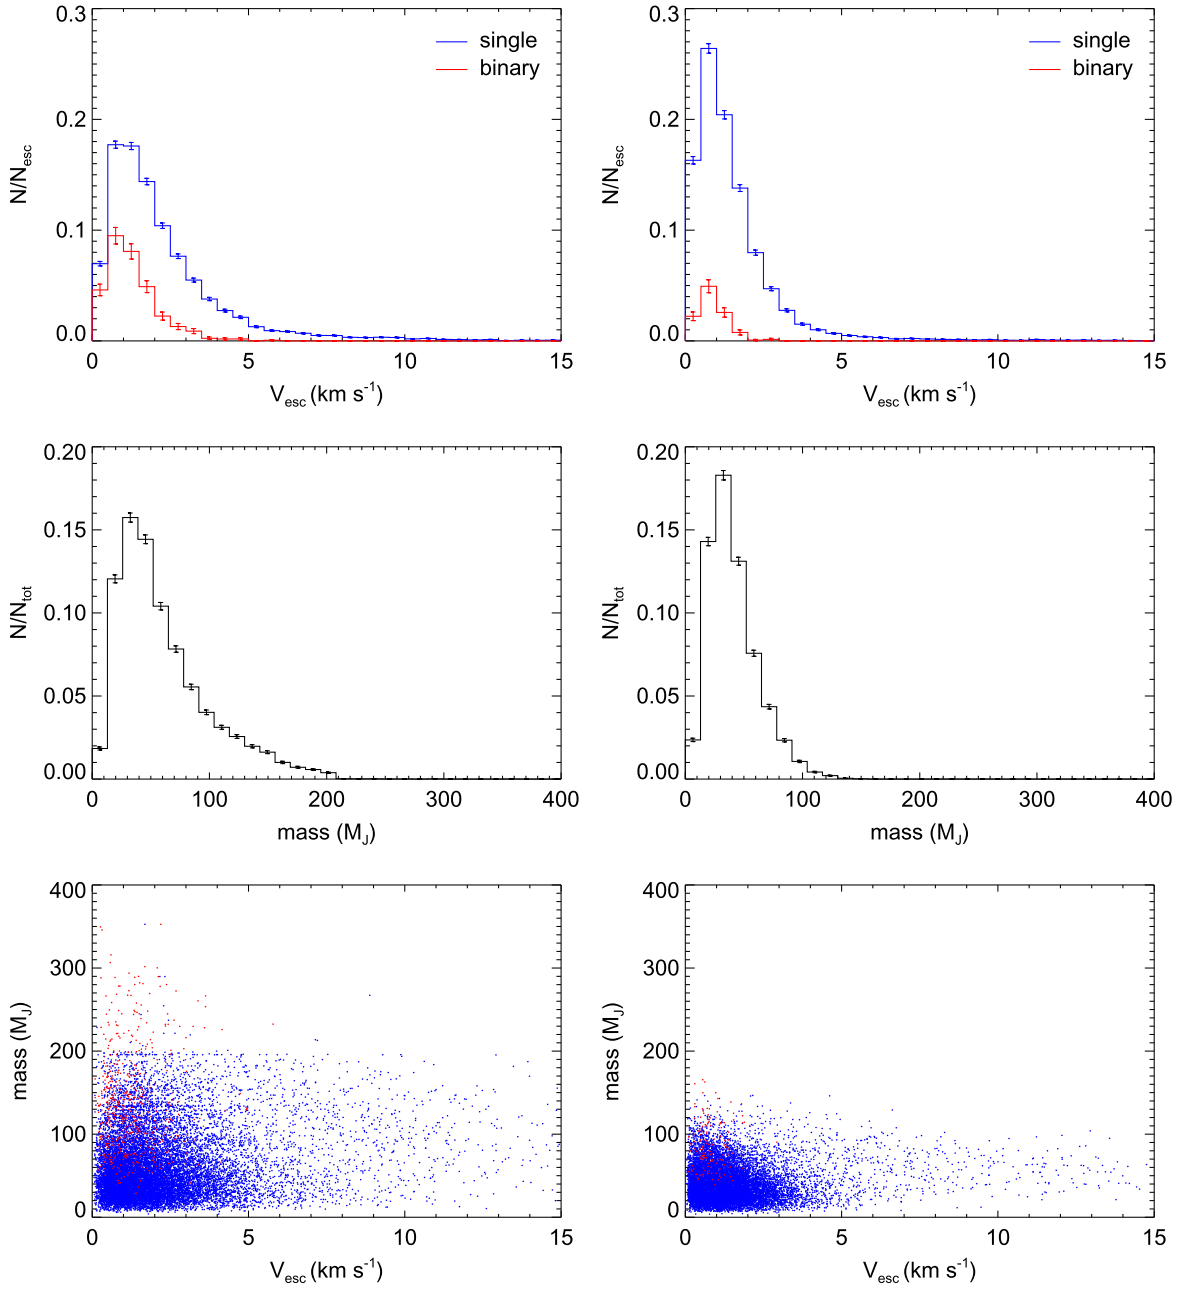 0.3
0.2
0.1
0.0
N/Nesc
single
binary
0 5 10 15
Vesc (km s-1)
0.3
0.2
0.1
0.0
N/Nesc
single
binary
0 5 10 15
Vesc (km s-1)
0.20
0.15
0.10
0.05
0.00
N/Ntot
0 100 200 300 400
mass (MJ)
0.20
0.15
0.10
0.05
0.00
N/Ntot
0 100 200 300 400
mass (MJ)
400
300
200
100
0
mass (MJ)
0 5 10 15
Vesc (km s-1)
400
300
200
100
0
mass (MJ)
0 5 10 15
Vesc (km s-1)